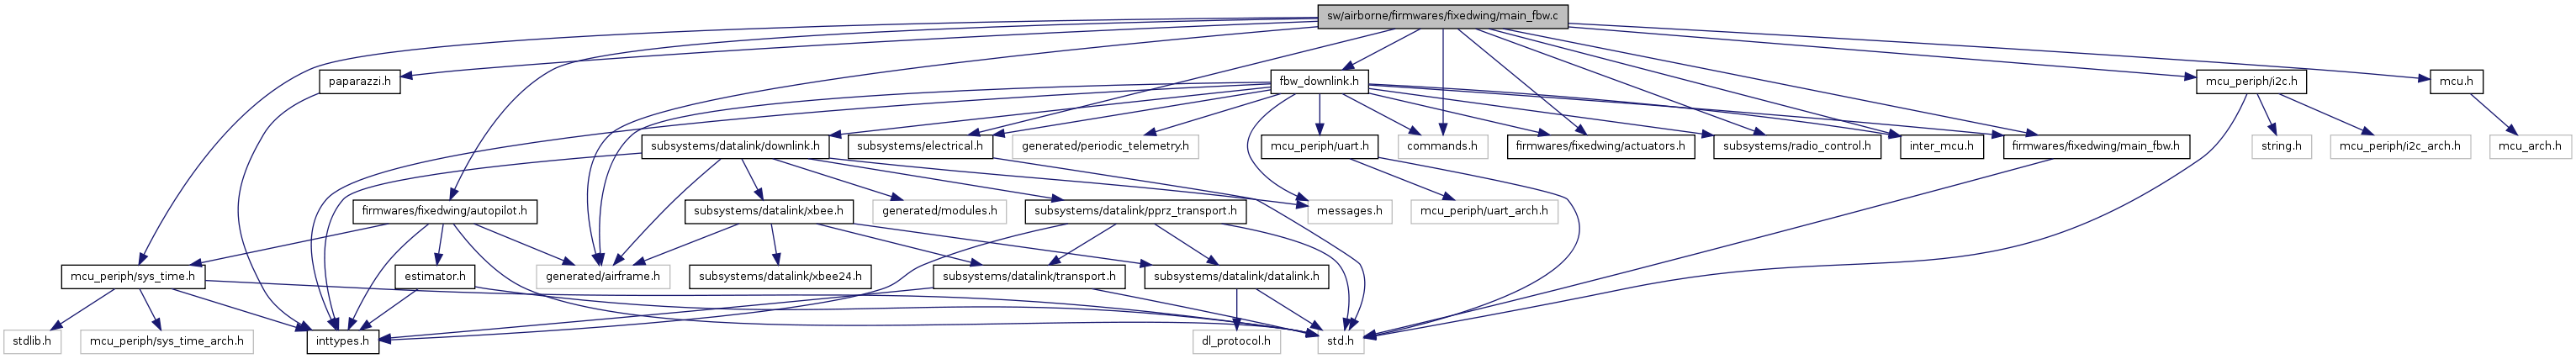 sw/airborne/firmwares/fixedwing/main_fbw.c
paparazzi.h
fbw_downlink.h
mcu_periph/i2c.h
mcu.h
subsystems/datalink/downlink.h
subsystems/electrical.h
generated/periodic_telemetry.h
mcu_periph/uart.h
commands.h
firmwares/fixedwing/actuators.h
subsystems/radio_control.h
inter_mcu.h
firmwares/fixedwing/main_fbw.h
string.h
mcu_periph/i2c_arch.h
mcu_arch.h
firmwares/fixedwing/autopilot.h
subsystems/datalink/xbee.h
generated/modules.h
subsystems/datalink/pprz_transport.h
messages.h
mcu_periph/uart_arch.h
mcu_periph/sys_time.h
estimator.h
generated/airframe.h
subsystems/datalink/xbee24.h
subsystems/datalink/transport.h
subsystems/datalink/datalink.h
stdlib.h
mcu_periph/sys_time_arch.h
inttypes.h
dl_protocol.h
std.h